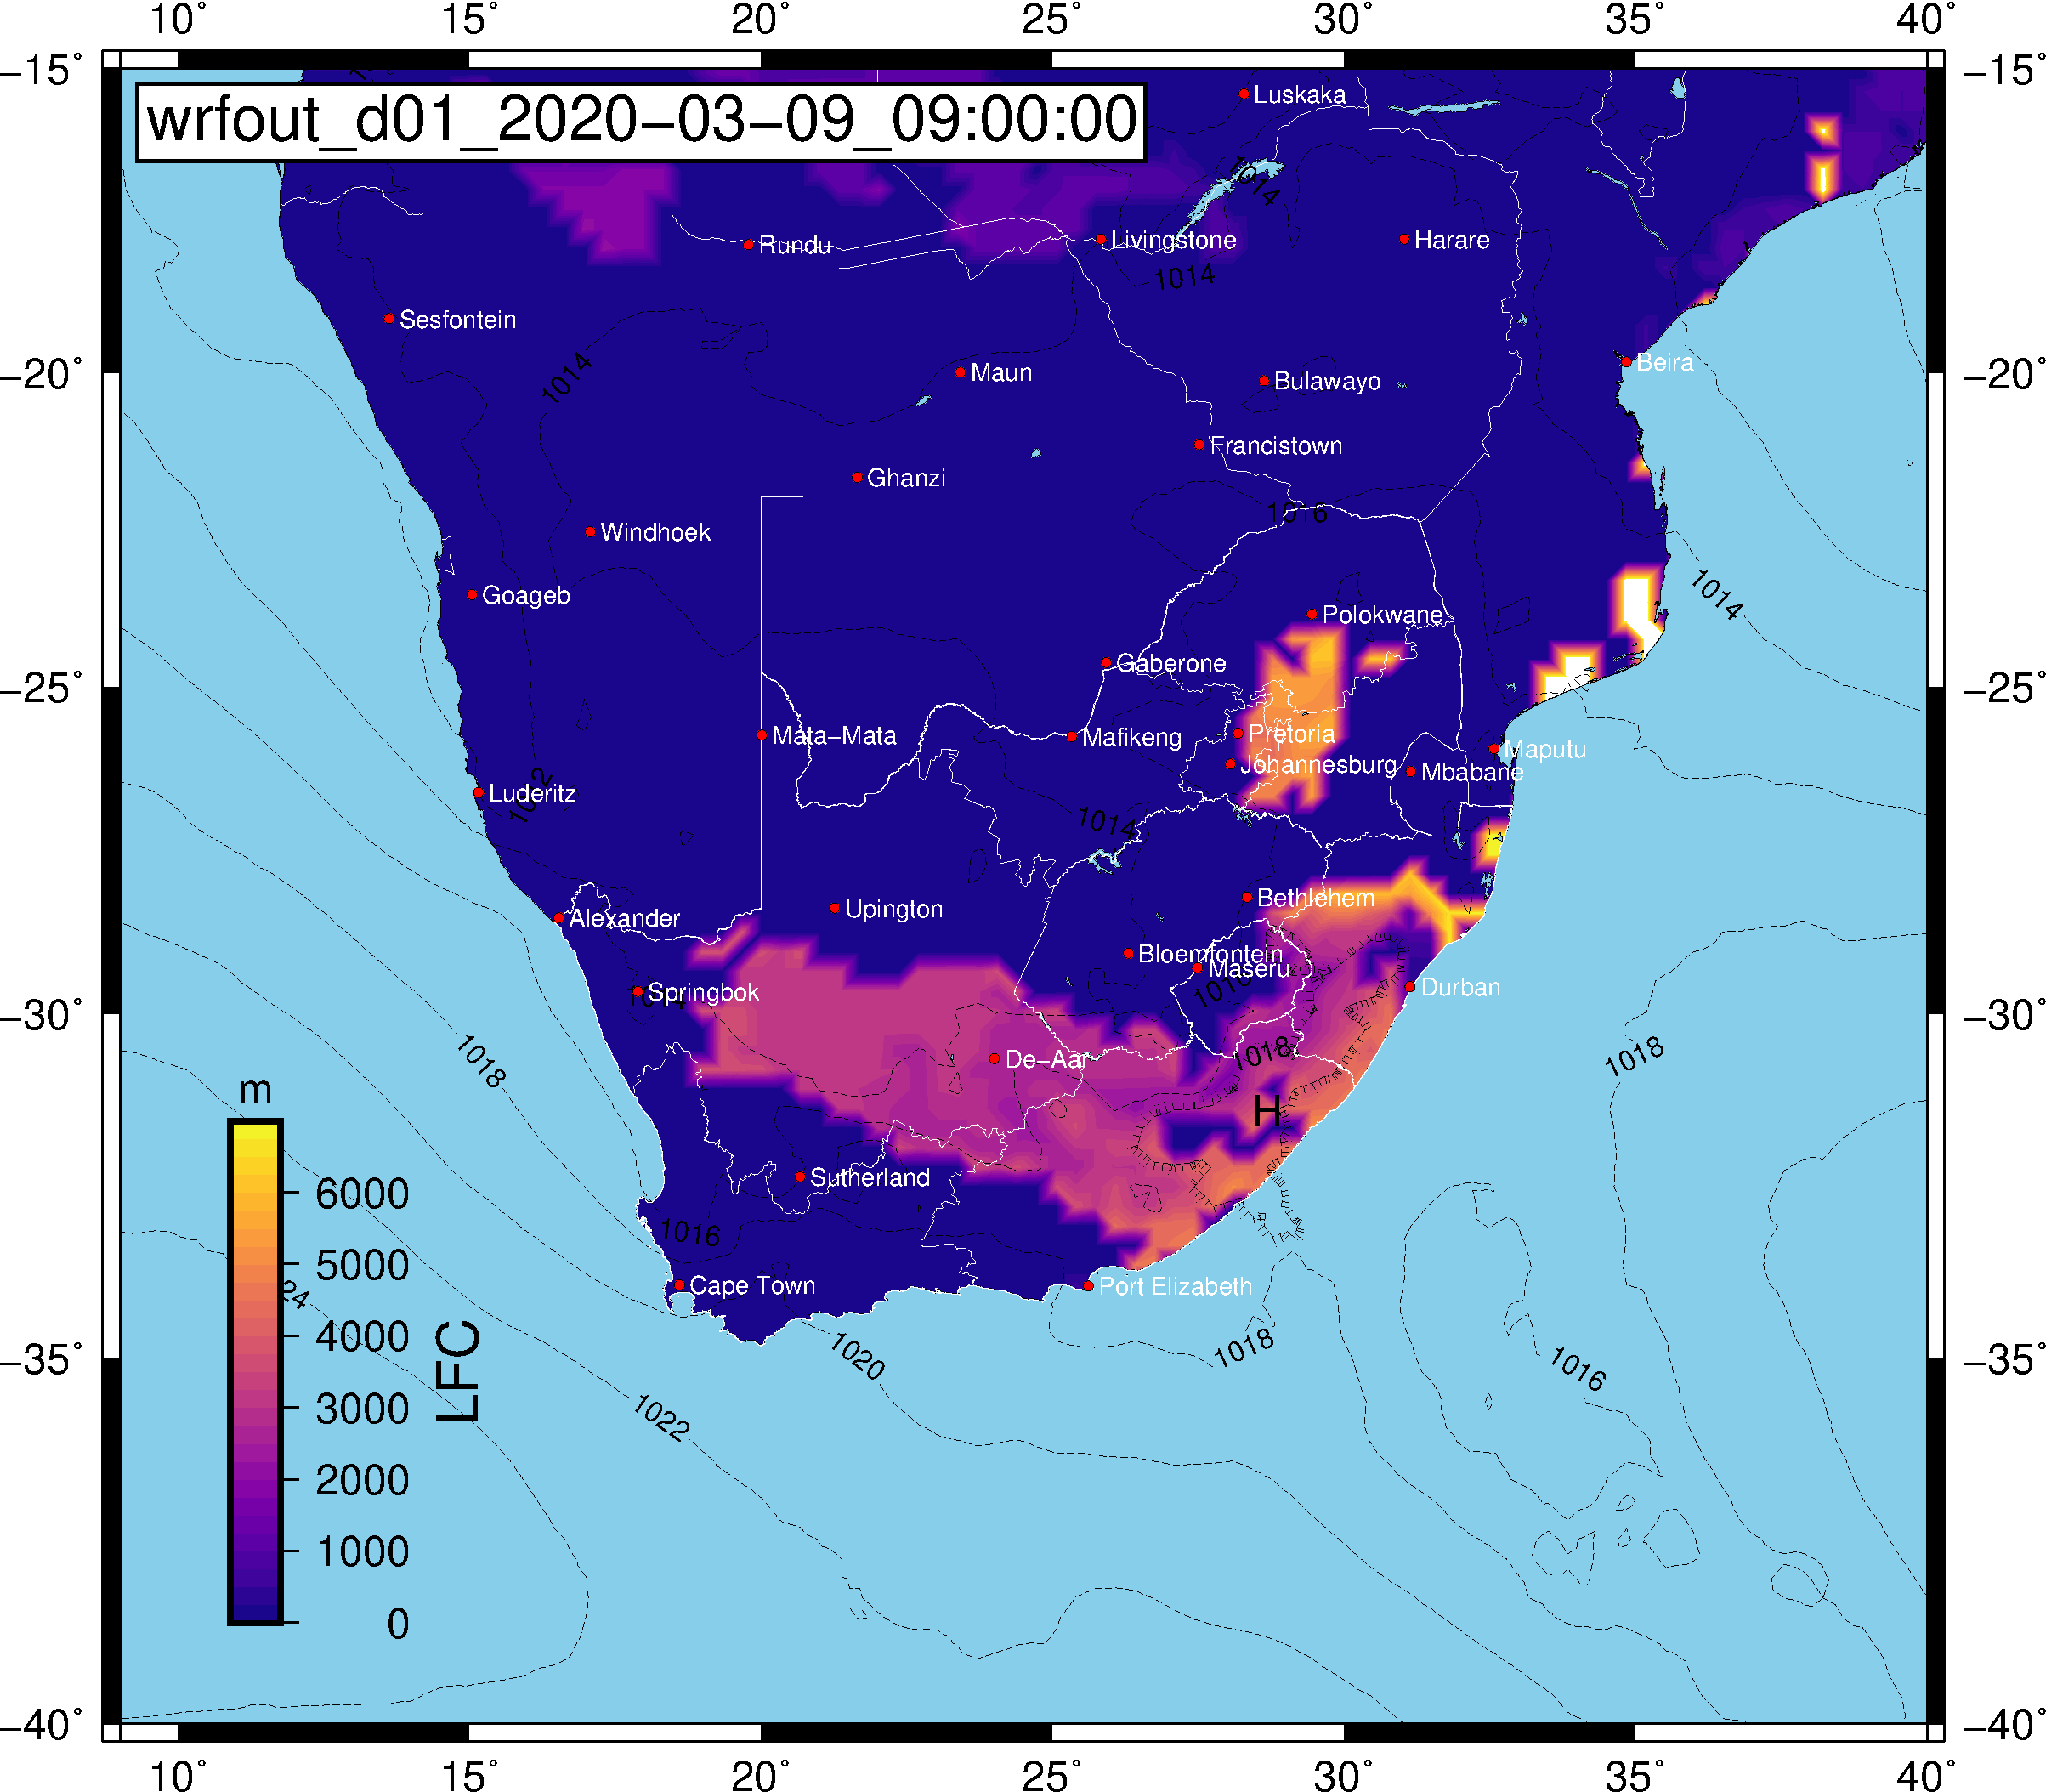 10° 15° 20° 25° 30° 35° 40°
−15° −15°
wrfout_d01_2020−03−09_09:00:00
Luskaka
1014
Rundu
Livingstone
Harare
1014
Sesfontein
−20° −20°
1014
Maun
Bulawayo
Beira
Francistown
Ghanzi
1016
Windhoek
Goageb
1014
Polokwane
Gaberone
−25° −25°
Mata−Mata
Mafikeng
Pretoria
Johannesburg
Maputu
Mbabane
Luderitz
1012
1014
Bethlehem
Alexander
Upington
Bloemfontein
Maseru
Durban
Springbok
1014
1016
−30° −30°
1018
De−Aar
1018
1018
m
H
Sutherland
6000
1016
5000
Cape Town
Port Elizabeth
24
4000
LFC
1020
1018
1016
−35° −35°
3000
1022
2000
1000
0
−40° −40°
10° 15° 20° 25° 30° 35° 40°